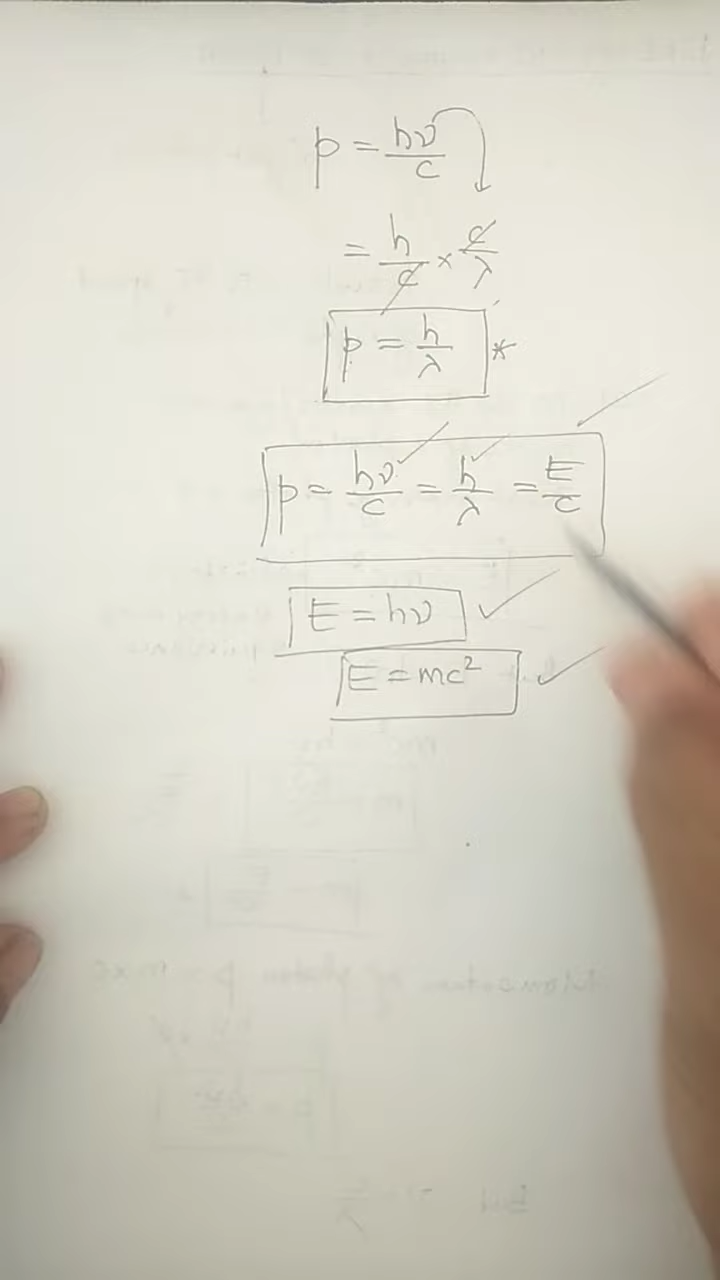 p = hν/c
= h/c × c/λ
p = h/λ *
p = hν/c = h/λ = E/c
E = hν
E = mc²